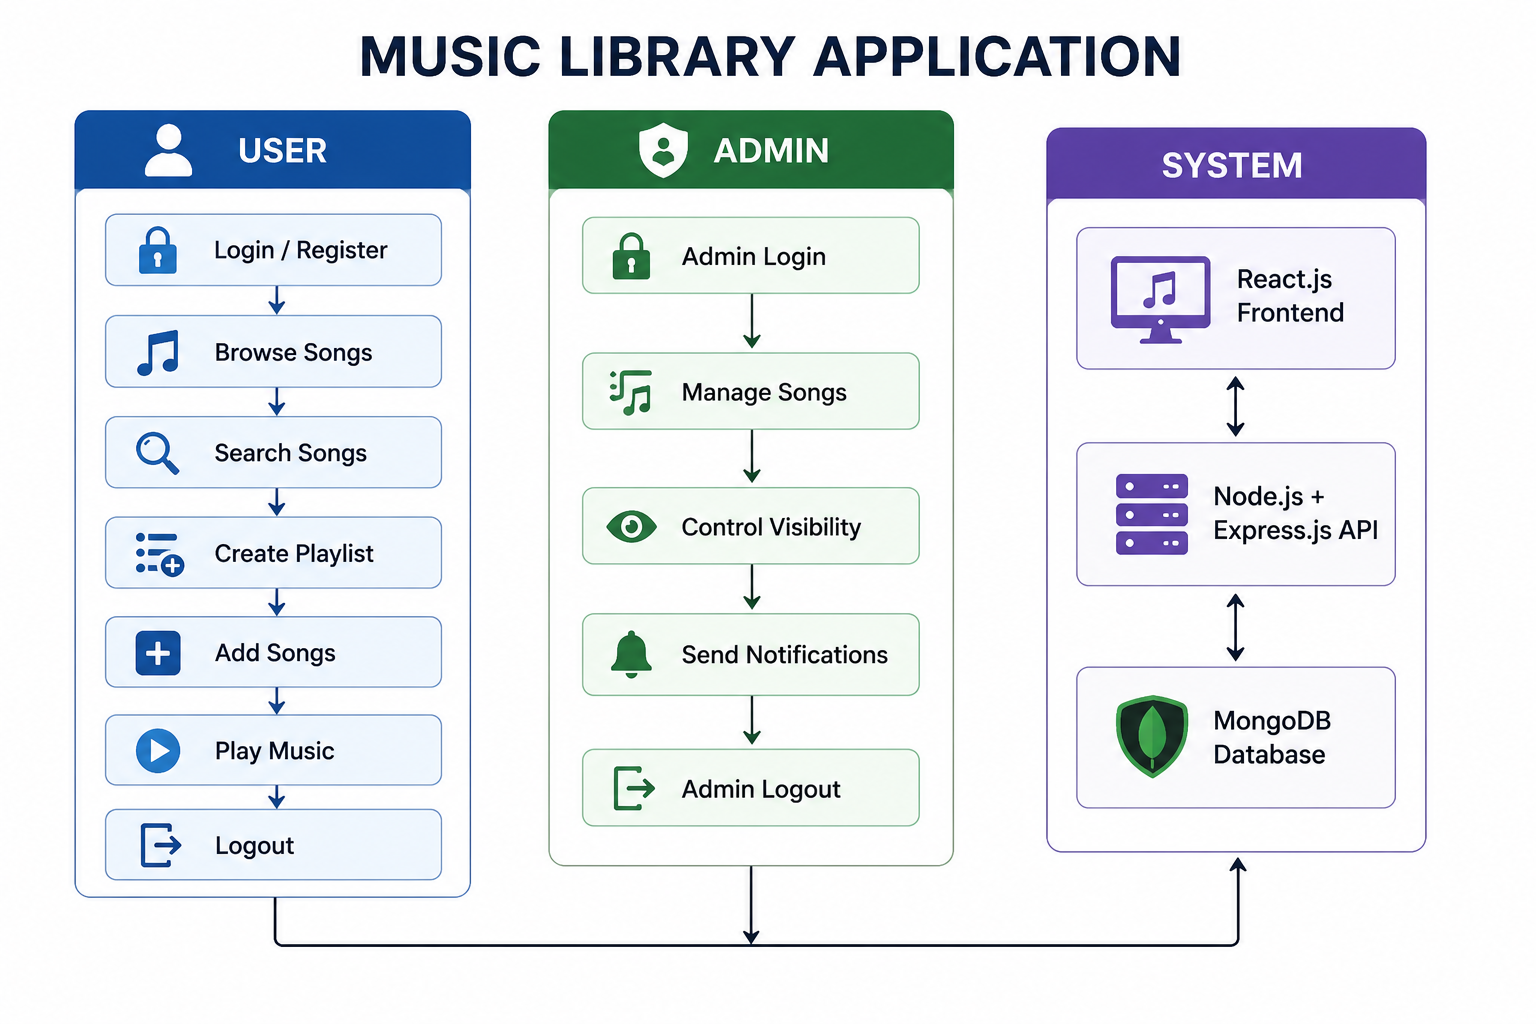 MUSIC LIBRARY APPLICATION
USER
Login / Register
Browse Songs
Search Songs
Create Playlist
Add Songs
Play Music
Logout
ADMIN
Admin Login
Manage Songs
Control Visibility
Send Notifications
Admin Logout
SYSTEM
React.js
Frontend
Node.js +
Express.js API
MongoDB
Database